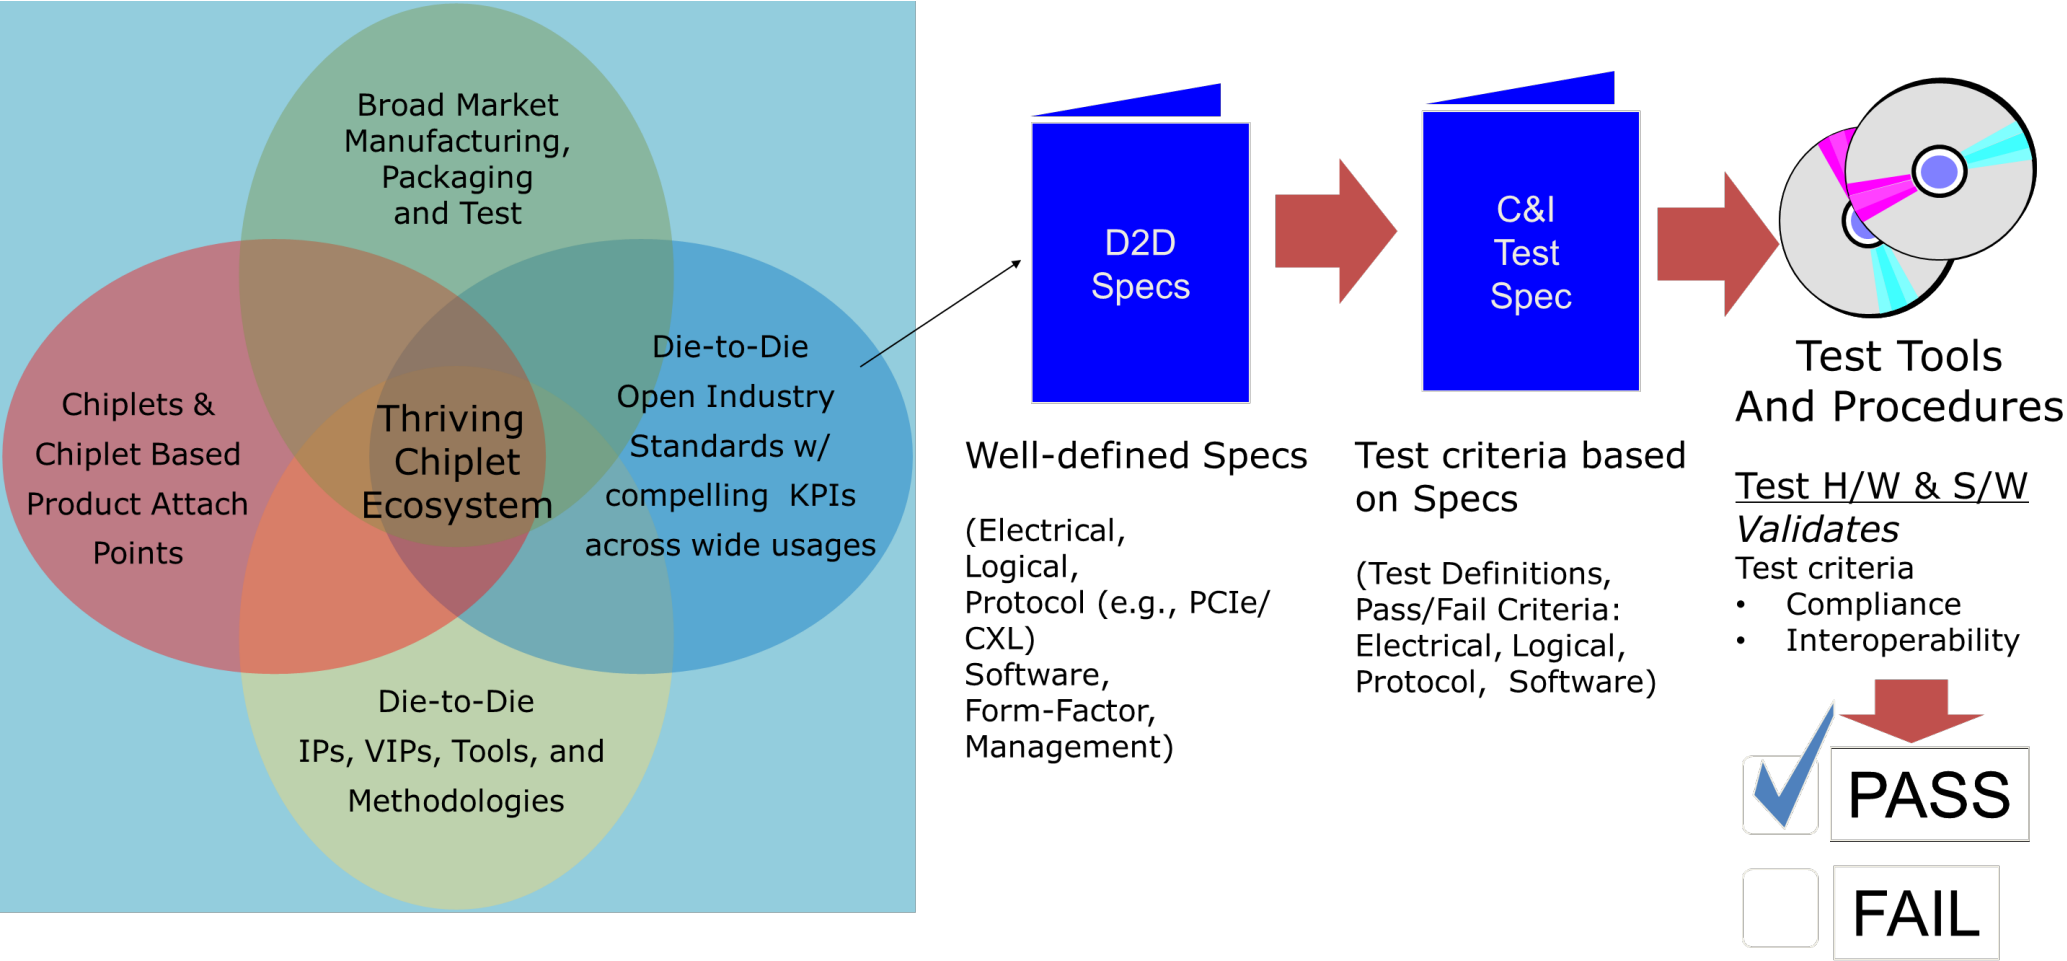 Broad Market
Manufacturing,
Packaging
and Test
Chiplets &
Chiplet Based
Product Attach
Points
Thriving
Chiplet
Ecosystem
Die-to-Die
Open Industry
Standards w/
compelling  KPIs
across wide usages
Die-to-Die
IPs, VIPs, Tools, and
Methodologies
D2D
Specs
Well-defined Specs
(Electrical,
Logical,
Protocol (e.g., PCIe/
CXL)
Software,
Form-Factor,
Management)
C&I
Test
Spec
Test criteria based
on Specs
(Test Definitions,
Pass/Fail Criteria:
Electrical, Logical,
Protocol,  Software)
Test Tools
And Procedures
Test H/W & S/W
Validates
Test criteria
• Compliance
• Interoperability
PASS
FAIL